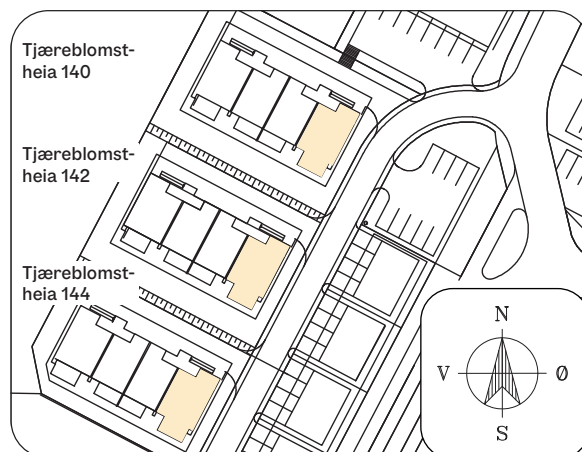 Tjæreblomst-
heia 140
Tjæreblomst-
heia 142
Tjæreblomst-
heia 144
N
V Ø
S